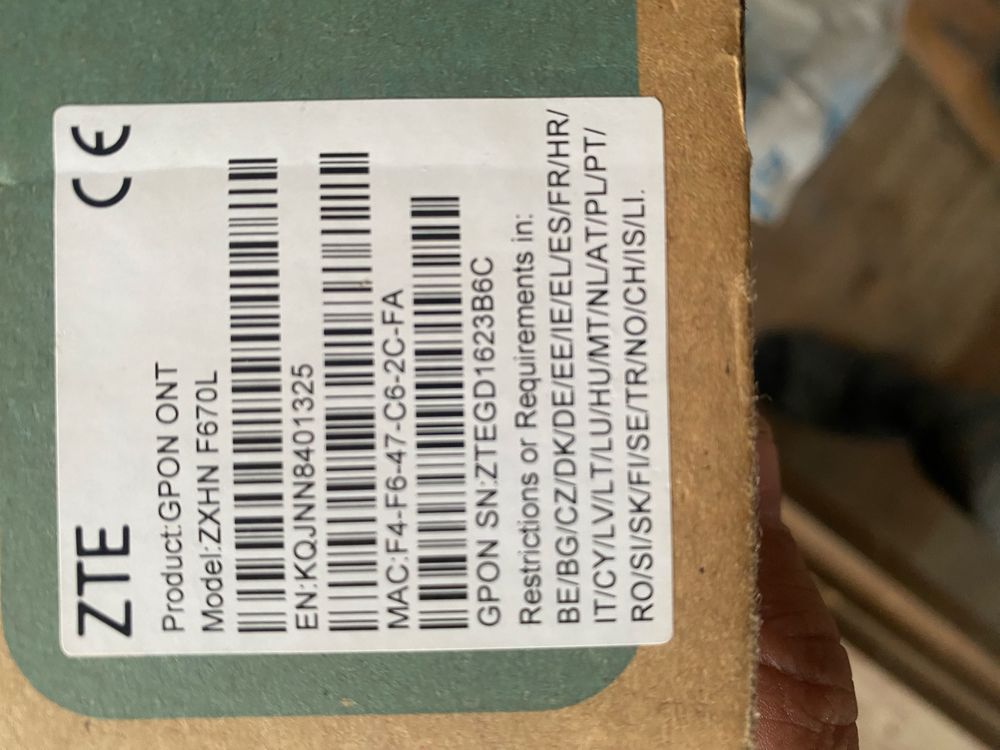 ZTE
CE
Product:GPON ONT
Model:ZXHN F670L
EN:KQJNN8401325
MAC:F4-F6-47-C6-2C-FA
GPON SN:ZTEGD1623B6C
Restrictions or Requirements in:
BE/BG/CZ/DK/DE/EE/IE/EL/ES/FR/HR/
IT/CY/LV/LT/LU/HU/MT/NL/AT/PL/PT/
RO/SI/SK/FI/SE/TR/NO/CH/IS/LI.